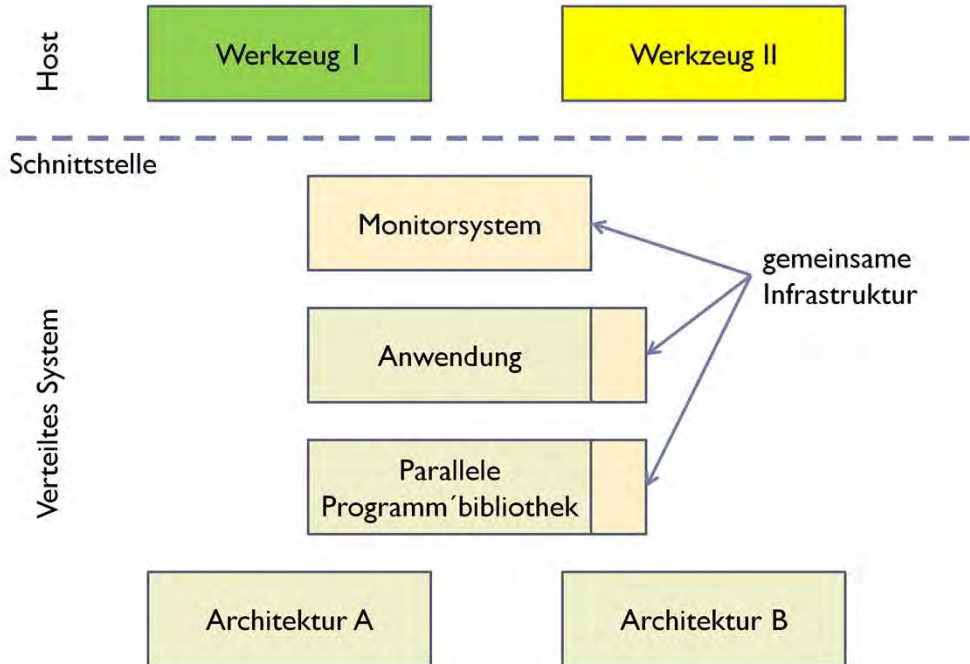 Host
Werkzeug I
Werkzeug II
Schnittstelle
Verteiltes System
Monitorsystem
gemeinsame
Infrastruktur
Anwendung
Parallele
Programm´bibliothek
Architektur A
Architektur B